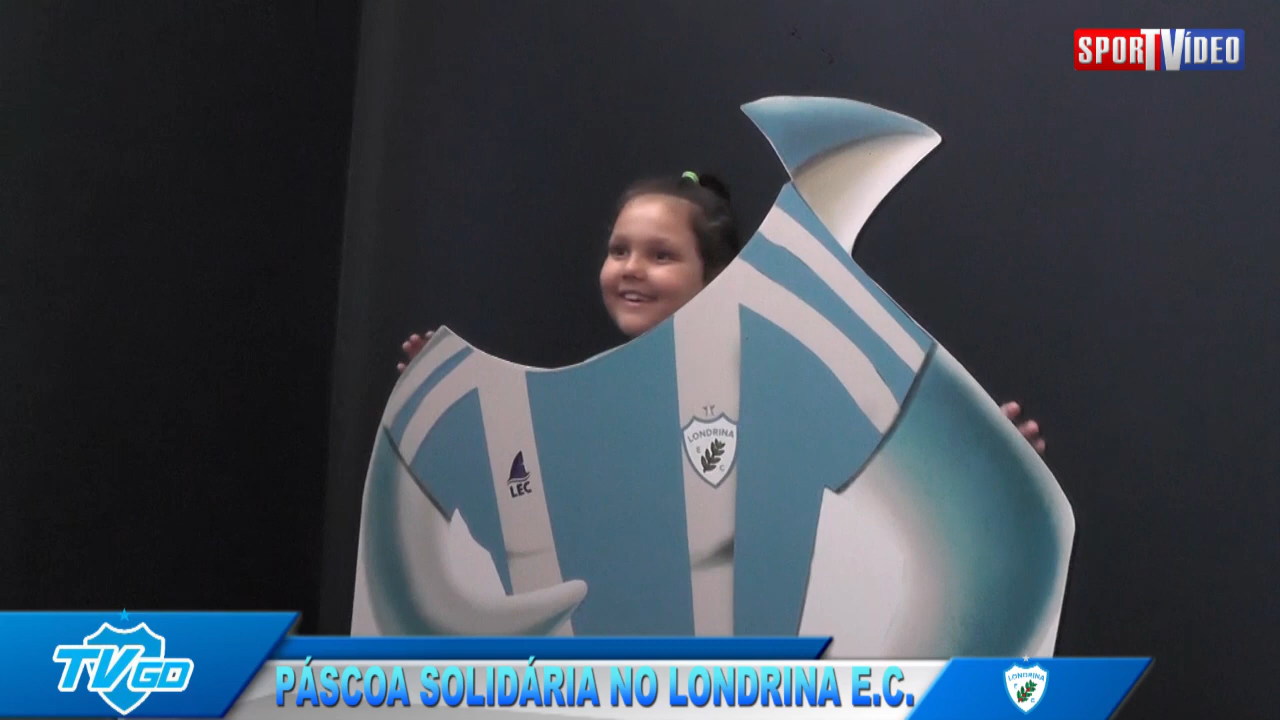 SPORTVÍDEO
LONDRINA
E C
LEC
TVGO
PÁSCOA SOLIDÁRIA NO LONDRINA E.C.
LONDRINA
E C